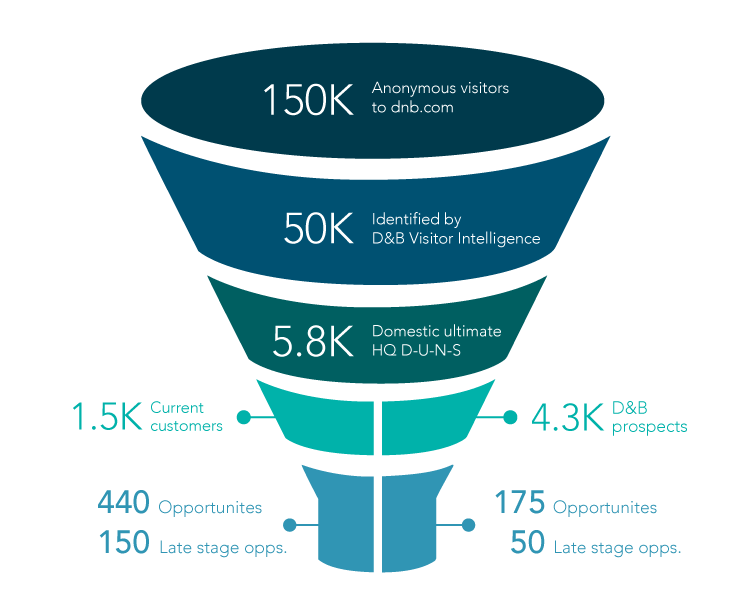 150K Anonymous visitors
to dnb.com
50K Identified by
D&B Visitor Intelligence
5.8K Domestic ultimate
HQ D-U-N-S
1.5K Current
customers
4.3K D&B
prospects
440 Opportunites
150 Late stage opps.
175 Opportunites
50 Late stage opps.